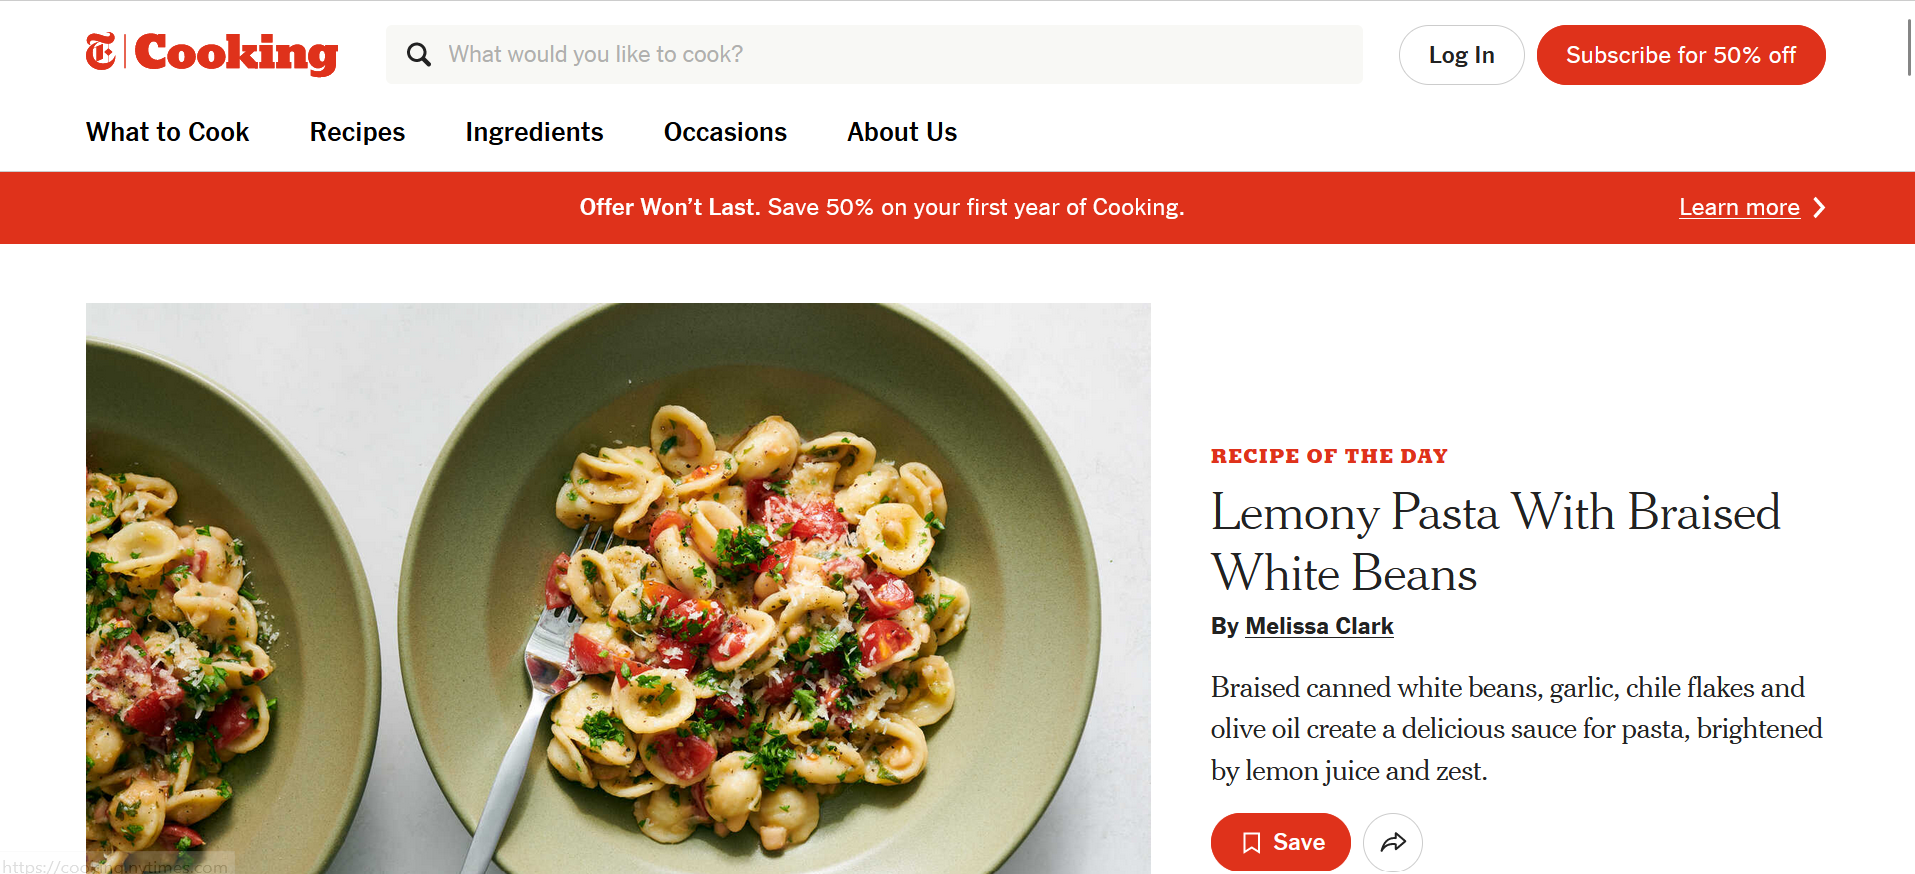 T Cooking
What would you like to cook?
Log In
Subscribe for 50% off
What to Cook
Recipes
Ingredients
Occasions
About Us
Offer Won’t Last. Save 50% on your first year of Cooking.
Learn more
RECIPE OF THE DAY
Lemony Pasta With Braised
White Beans
By Melissa Clark
Braised canned white beans, garlic, chile flakes and
olive oil create a delicious sauce for pasta, brightened
by lemon juice and zest.
Save
https://cooking.nytimes.com